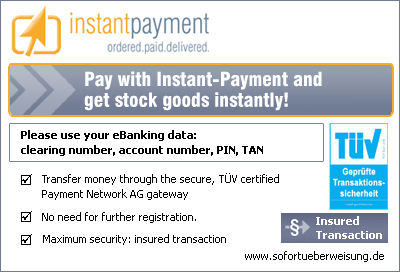 instantpayment
ordered.paid.delivered.
Pay with Instant-Payment and
get stock goods instantly!
Please use your eBanking data:
clearing number, account number, PIN, TAN
Transfer money through the secure, TÜV certified
Payment Network AG gateway
No need for further registration.
Maximum security: insured transaction
TÜV
Geprüfte
Transaktions-
sicherheit
§ Insured
Transaction
www.sofortueberweisung.de